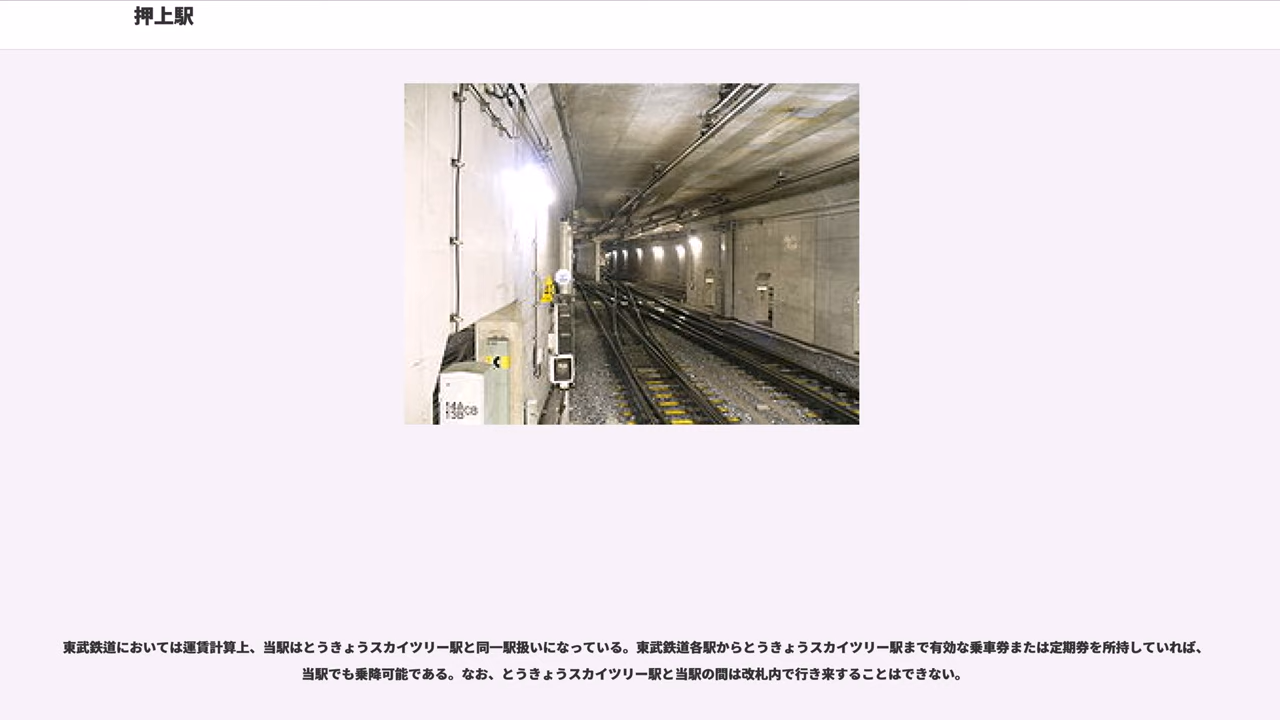 押上駅
14A
13B CB
東武鉄道においては運賃計算上、当駅はとうきょうスカイツリー駅と同一駅扱いになっている。東武鉄道各駅からとうきょうスカイツリー駅まで有効な乗車券または定期券を所持していれば、
当駅でも乗降可能である。なお、とうきょうスカイツリー駅と当駅の間は改札内で行き来することはできない。